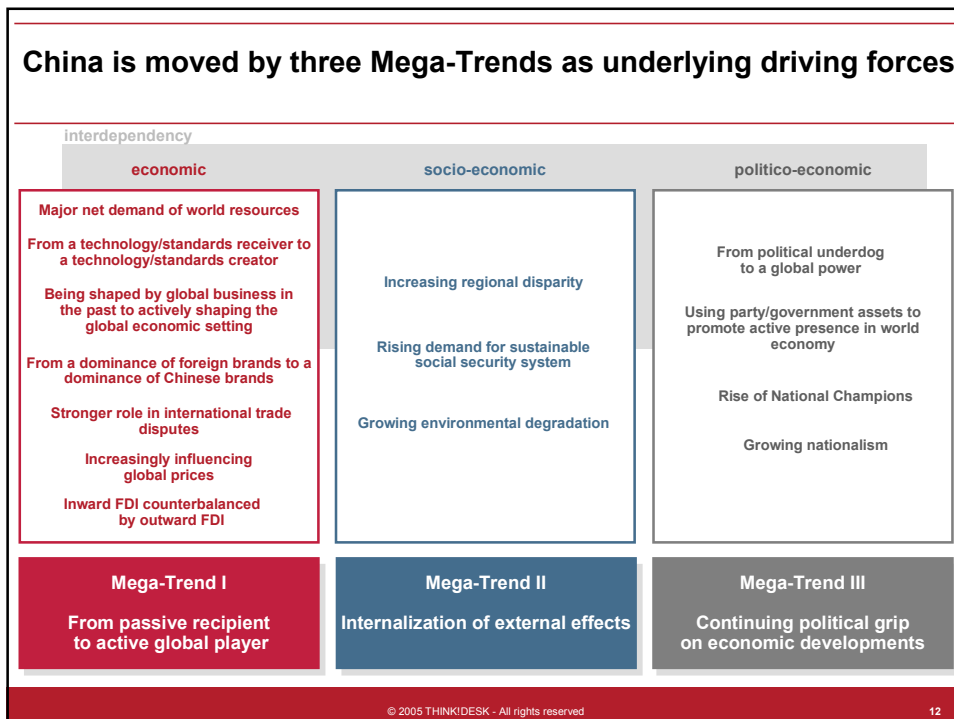 China is moved by three Mega-Trends as underlying driving forces
interdependency
economic
Major net demand of world resources
From a technology/standards receiver to
a technology/standards creator
Being shaped by global business in
the past to actively shaping the
global economic setting
From a dominance of foreign brands to a
dominance of Chinese brands
Stronger role in international trade
disputes
Increasingly influencing
global prices
Inward FDI counterbalanced
by outward FDI
Mega-Trend I
From passive recipient
to active global player
socio-economic
Increasing regional disparity
Rising demand for sustainable
social security system
Growing environmental degradation
Mega-Trend II
Internalization of external effects
politico-economic
From political underdog
to a global power
Using party/government assets to
promote active presence in world
economy
Rise of National Champions
Growing nationalism
Mega-Trend III
Continuing political grip
on economic developments
© 2005 THINK!DESK - All rights reserved
12